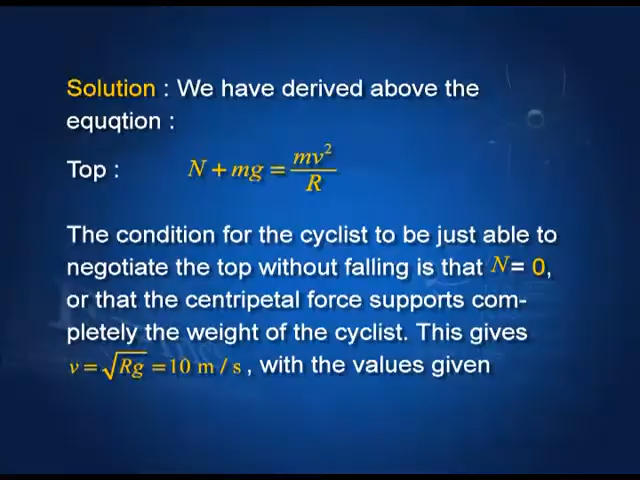 Solution : We have derived above the
equqtion :
Top : N + mg = mv²/R
The condition for the cyclist to be just able to
negotiate the top without falling is that N = 0,
or that the centripetal force supports com-
pletely the weight of the cyclist. This gives
v = √Rg = 10 m / s , with the values given